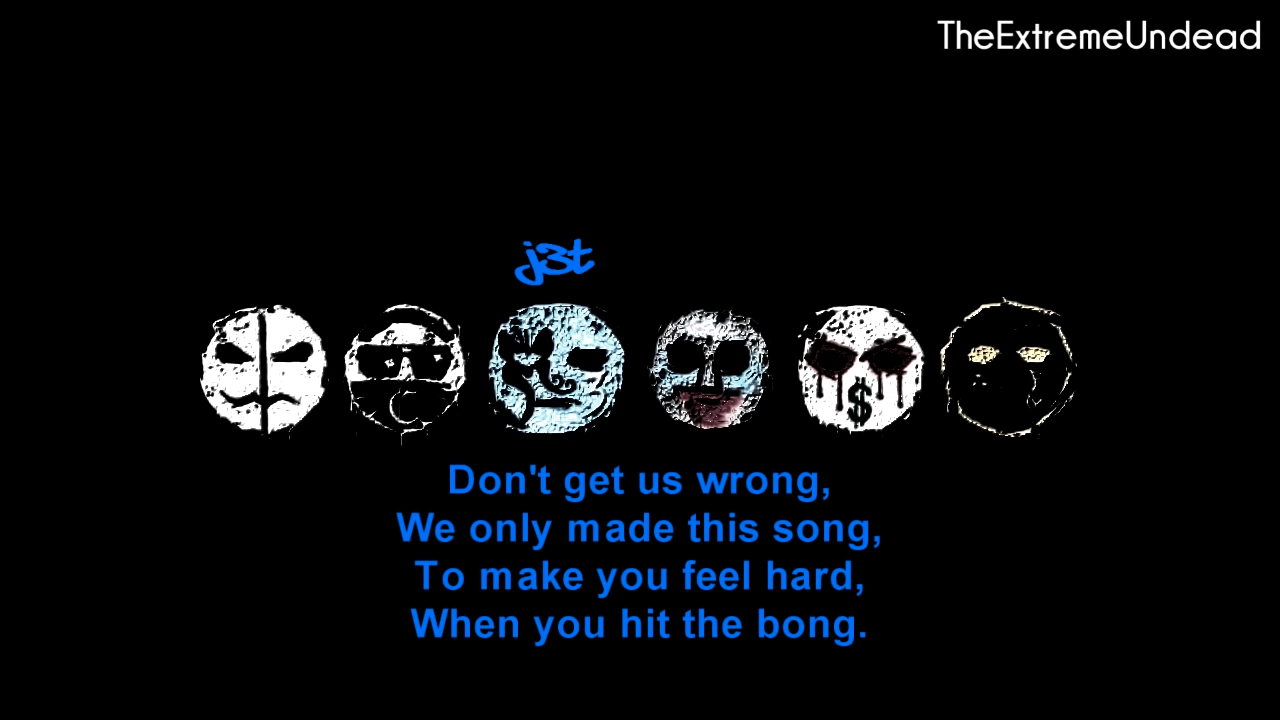 TheExtremeUndead
j3t
$
Don't get us wrong,
We only made this song,
To make you feel hard,
When you hit the bong.